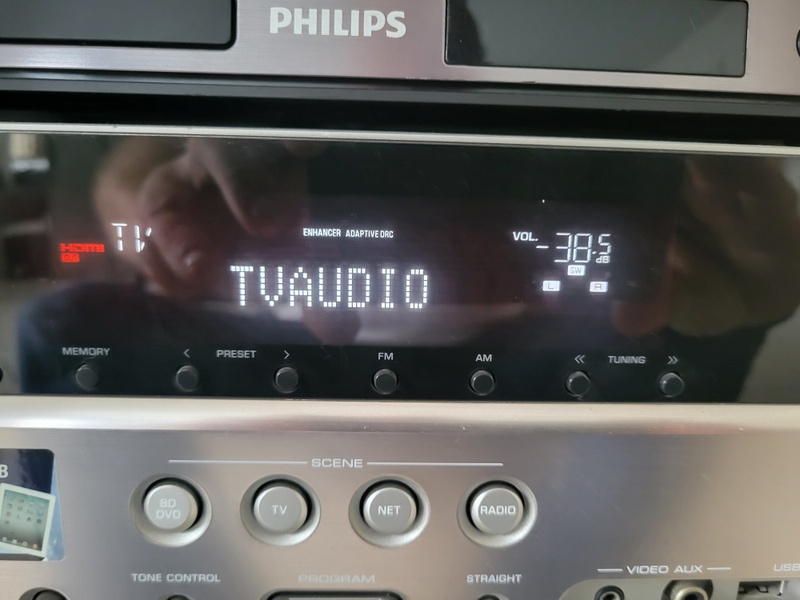 PHILIPS
HDMI
TV
ENHANCER ADAPTIVE DRC
VOL. -38.5 dB
SW
L R
TVAUDIO
MEMORY < PRESET > FM AM << TUNING >>
SCENE
BD DVD TV NET RADIO
TONE CONTROL PROGRAM STRAIGHT VIDEO AUX USB